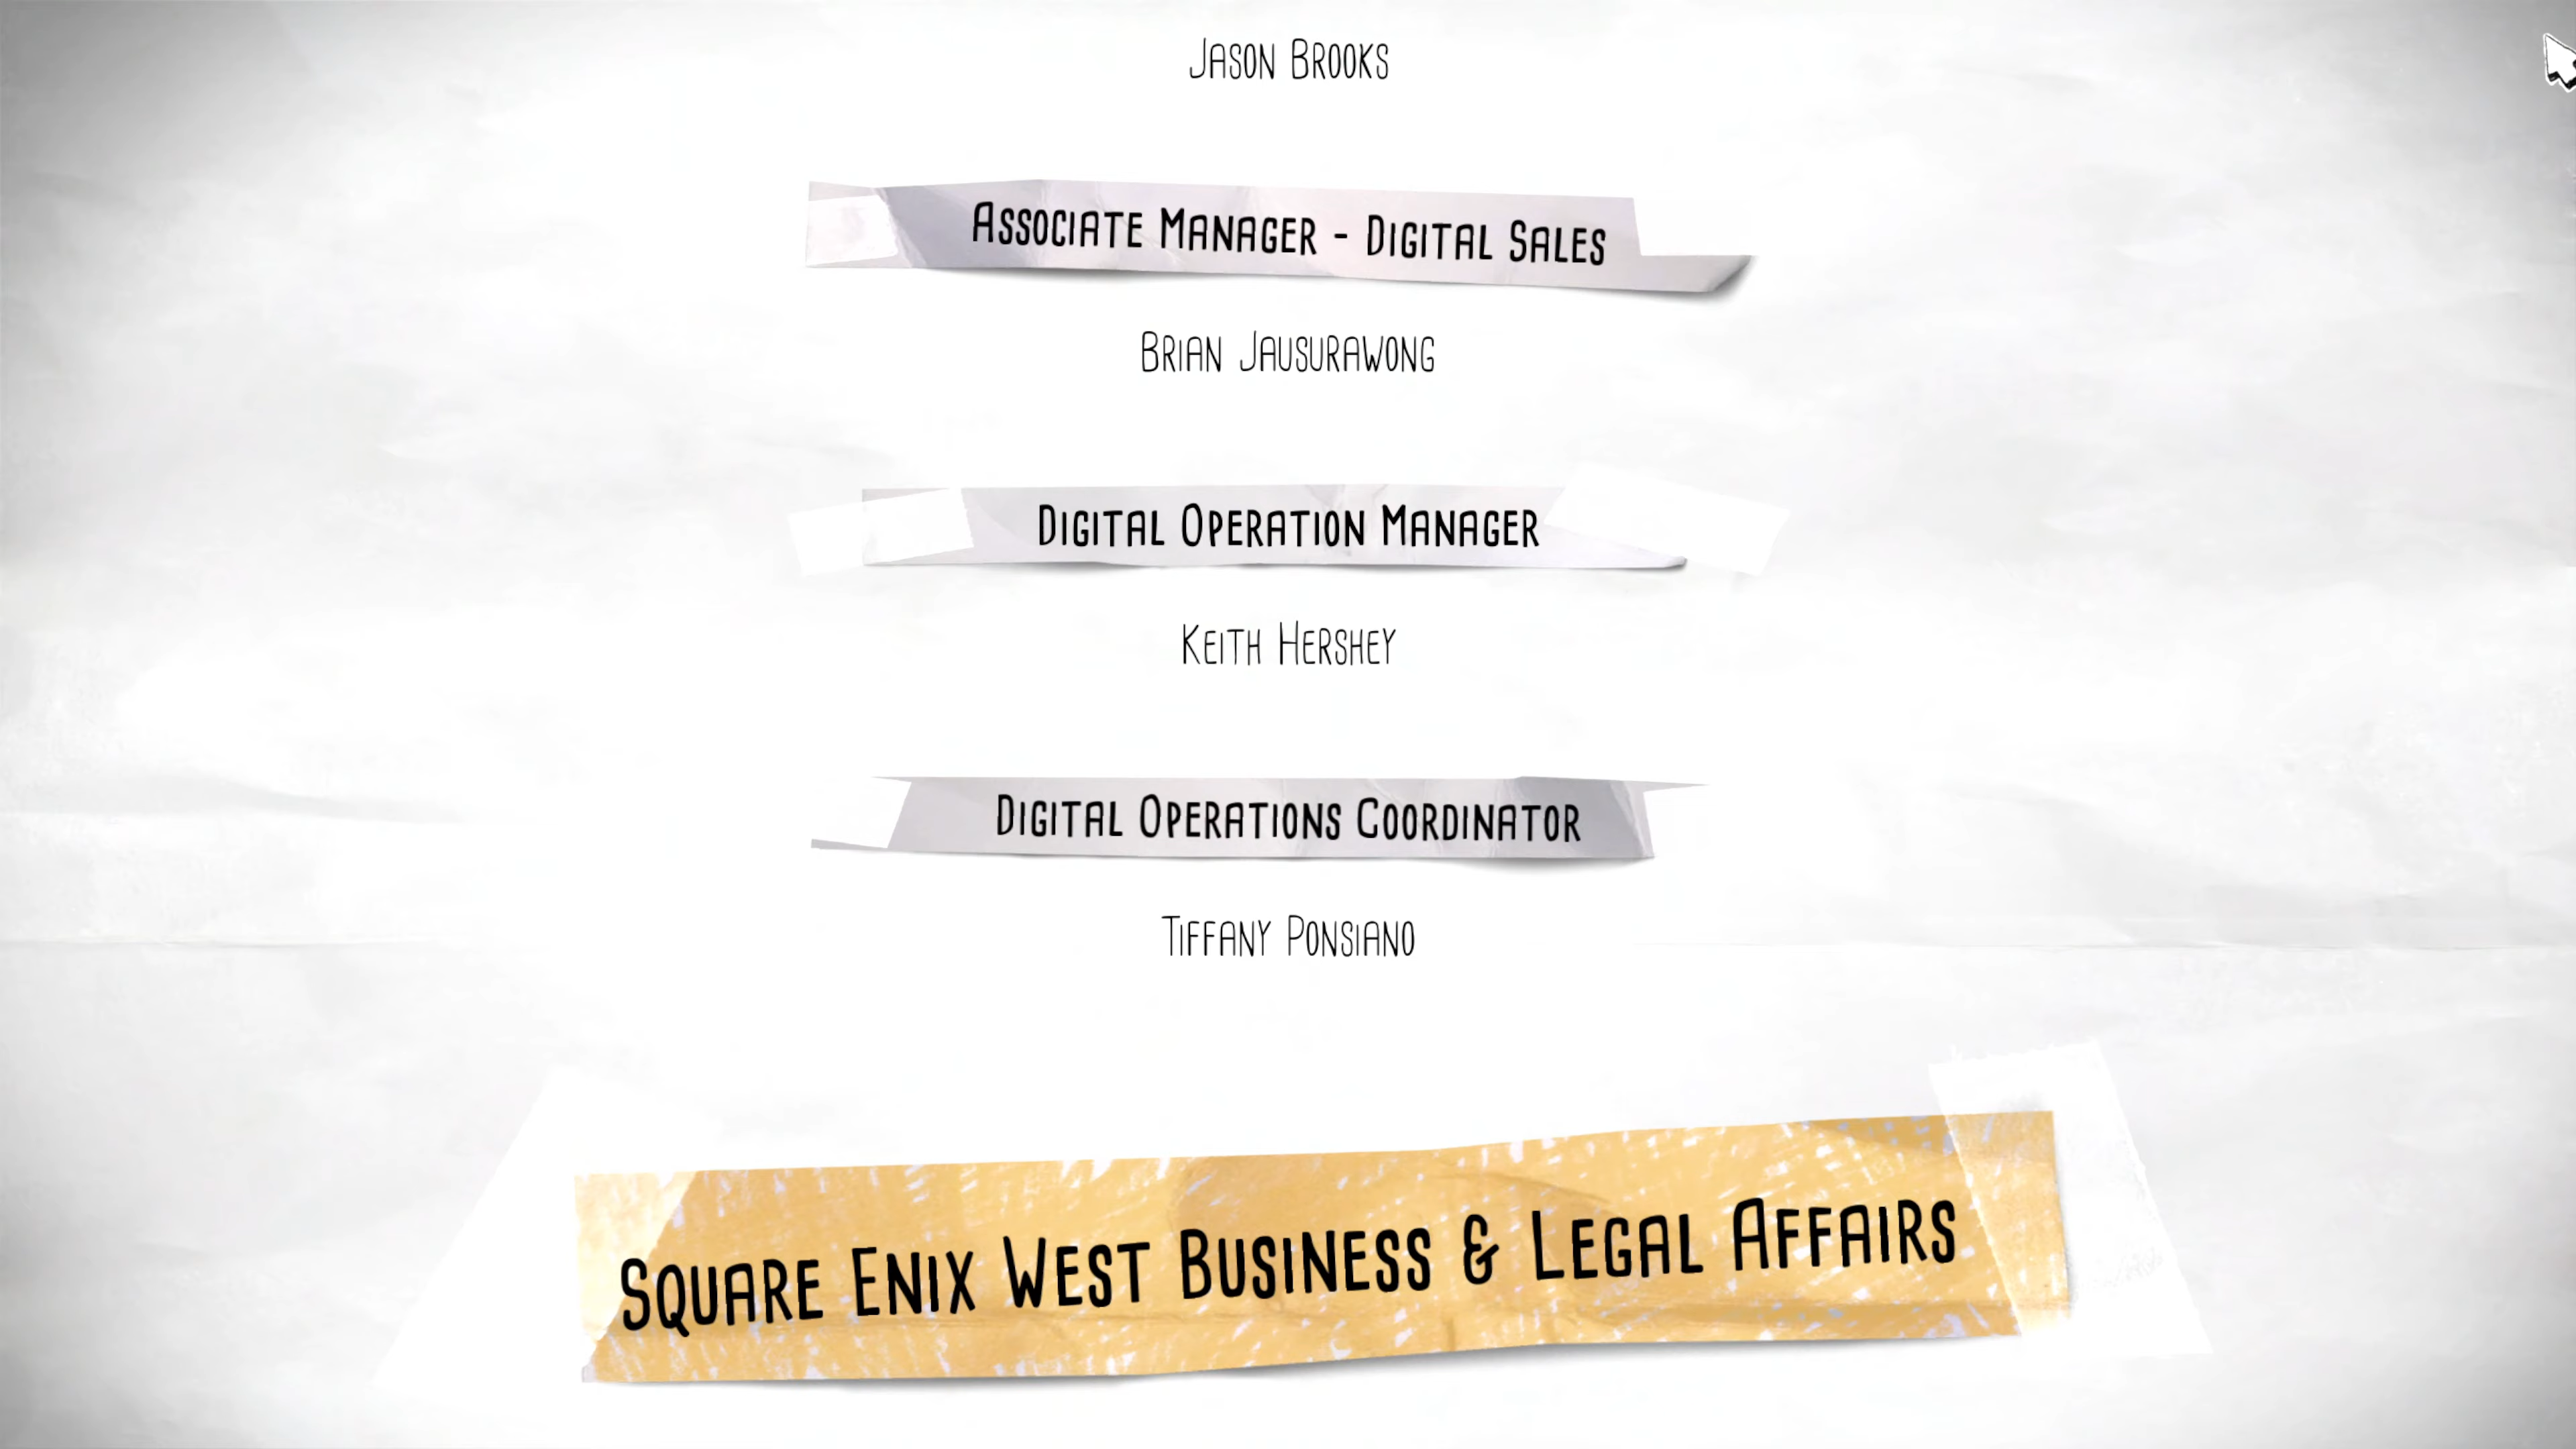 Jason Brooks
Associate Manager - Digital Sales
Brian Jausurawong
Digital Operation Manager
Keith Hershey
Digital Operations Coordinator
Tiffany Ponsiano
Square Enix West Business & Legal Affairs